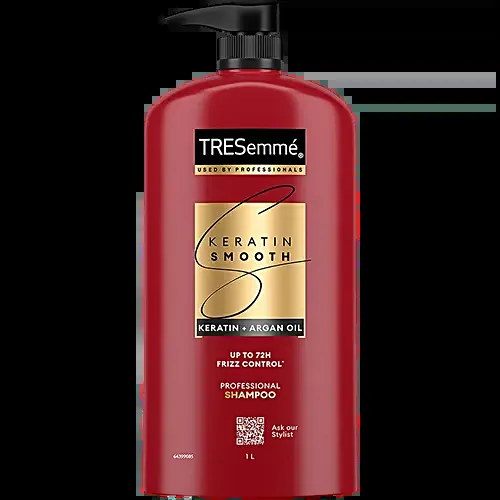 TRESemmé®
USED BY PROFESSIONALS
KERATIN
SMOOTH
KERATIN + ARGAN OIL
UP TO 72H
FRIZZ CONTROL*
PROFESSIONAL
SHAMPOO
Ask our
Stylist
64399085
1 L